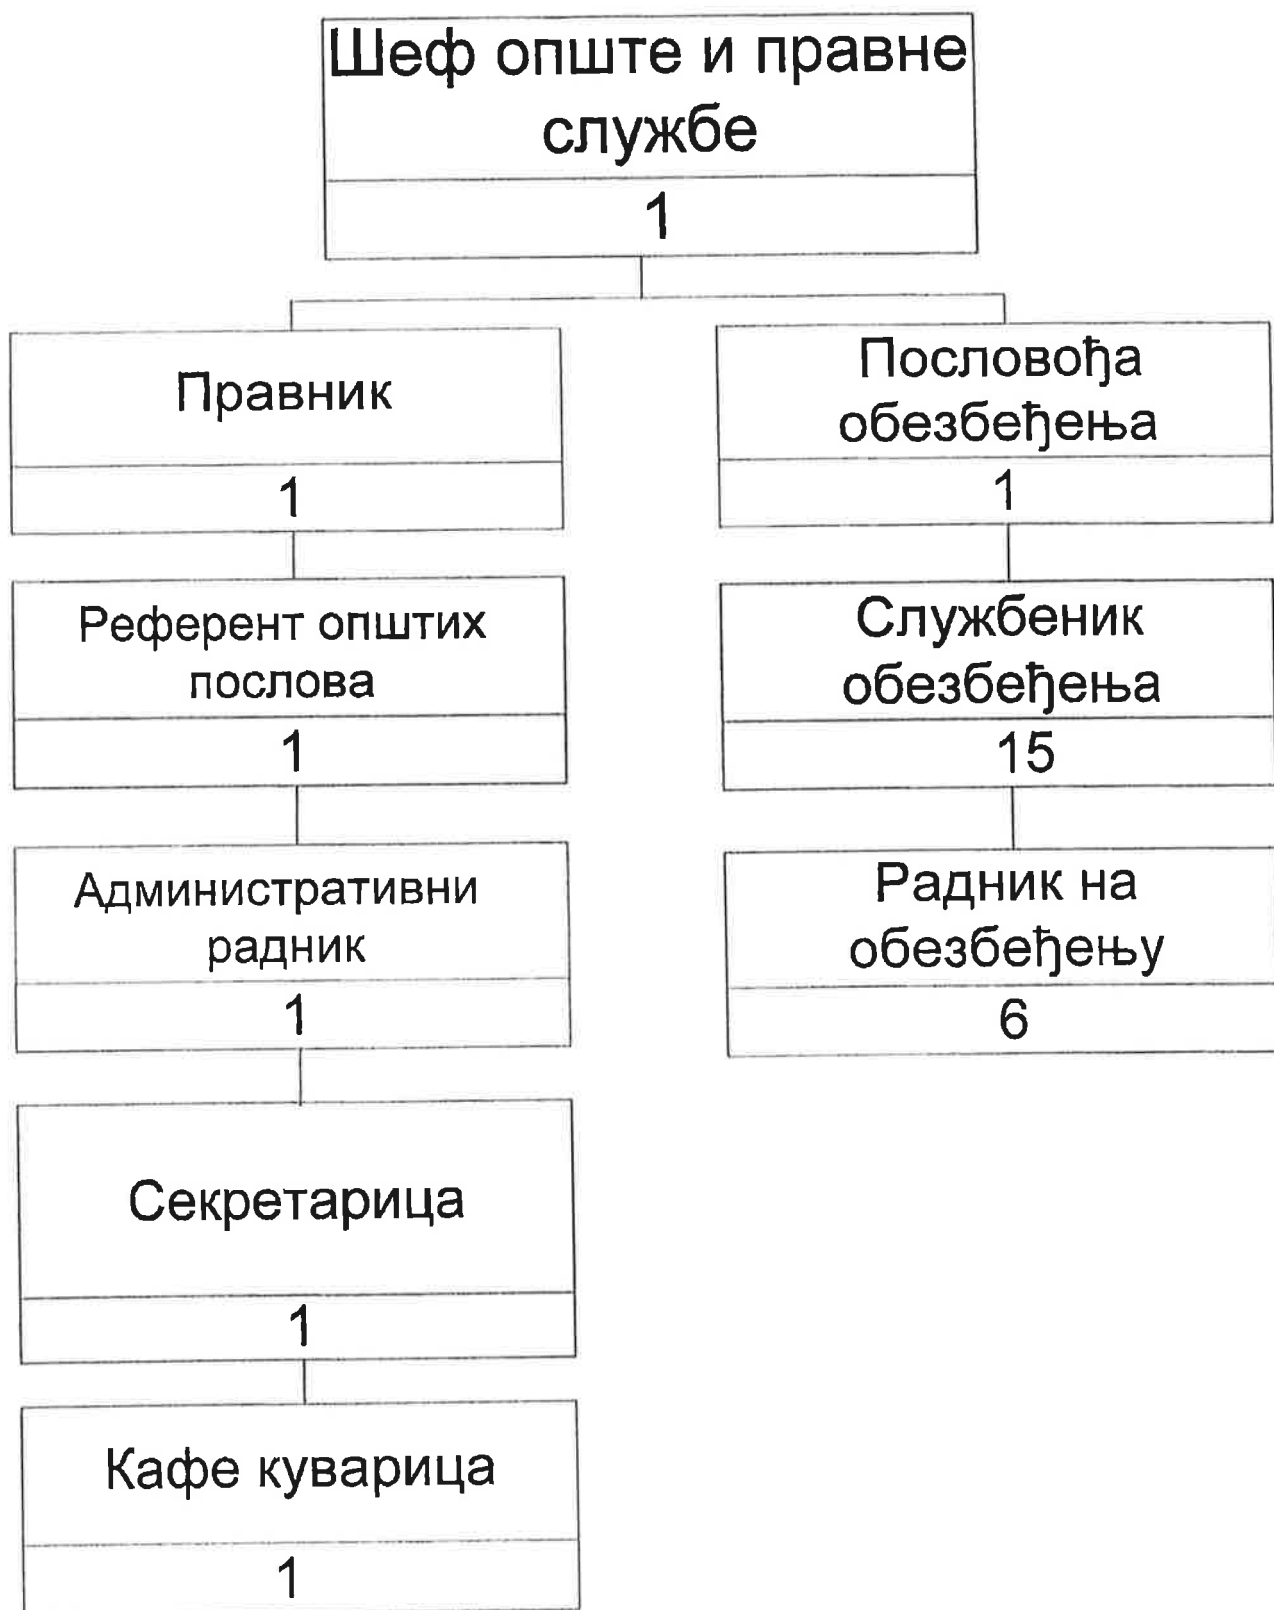 Шеф опште и правне
службе
1
Правник
1
Референт општих
послова
1
Административни
радник
1
Секретарица
1
Кафе куварица
1
Пословођа
обезбеђења
1
Службеник
обезбеђења
15
Радник на
обезбеђењу
6